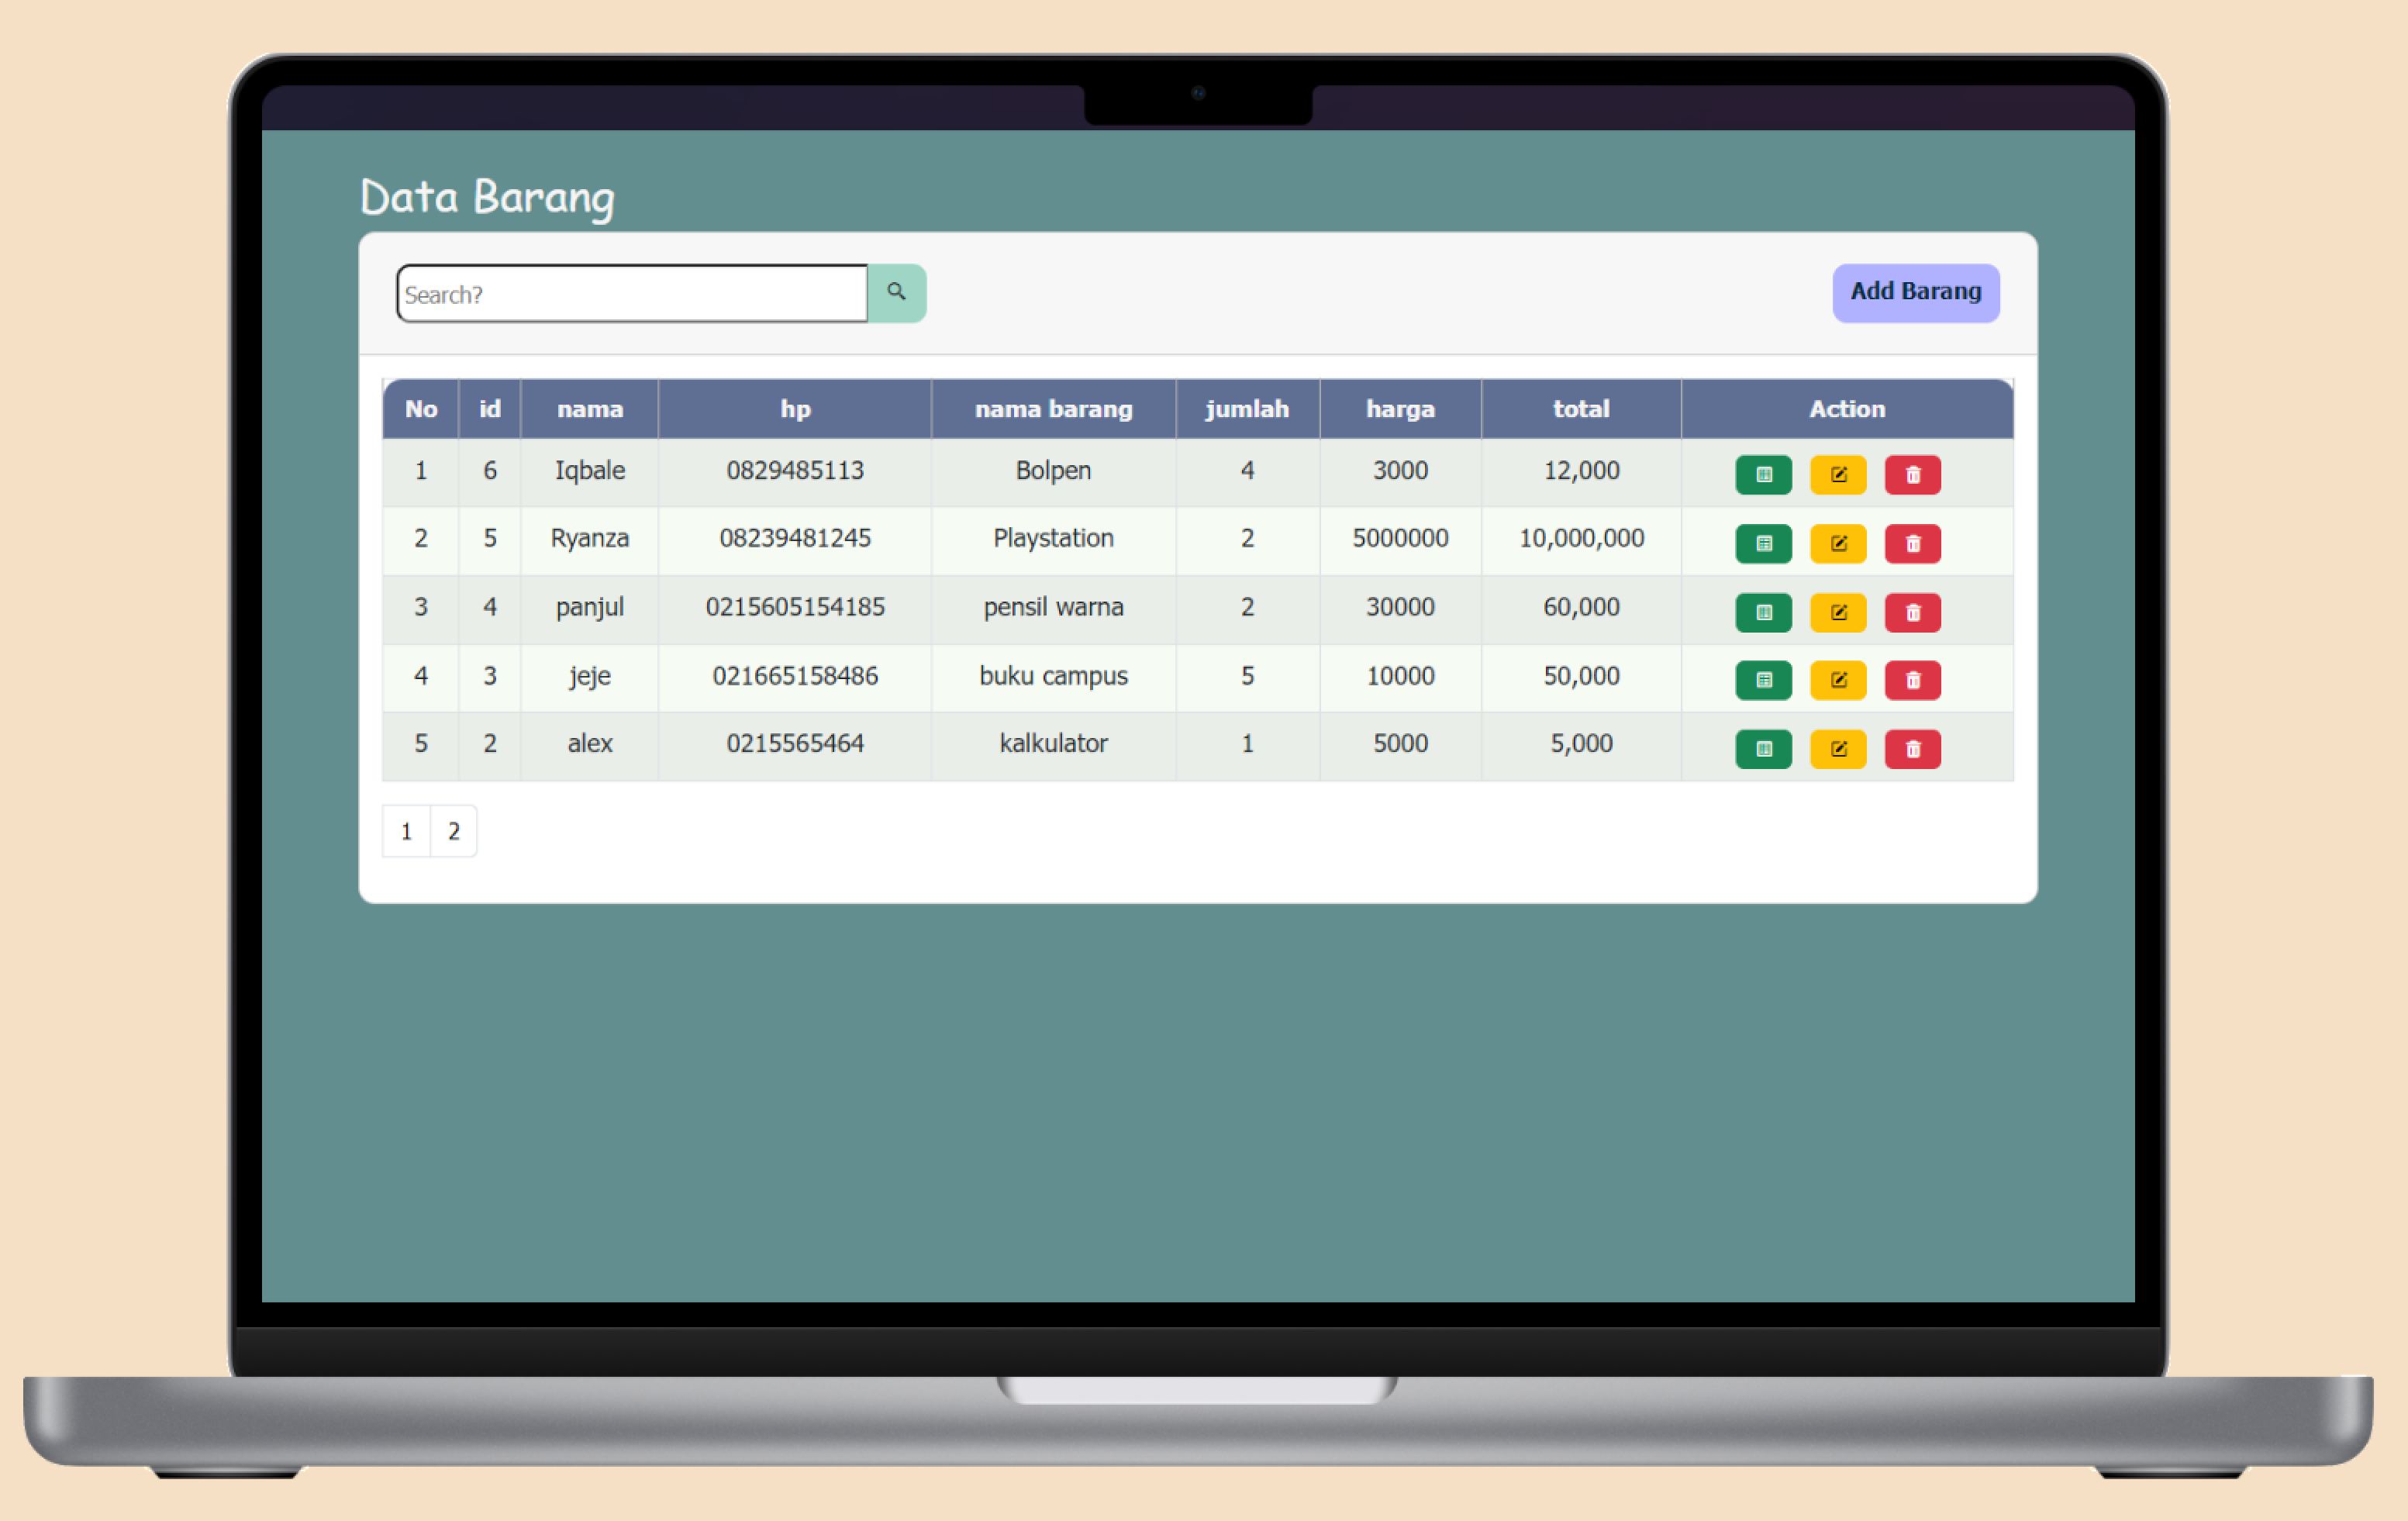 Data Barang
Search? Add Barang
No id nama hp nama barang jumlah harga total Action
1 6 Iqbale 0829485113 Bolpen 4 3000 12,000
2 5 Ryanza 08239481245 Playstation 2 5000000 10,000,000
3 4 panjul 0215605154185 pensil warna 2 30000 60,000
4 3 jeje 021665158486 buku campus 5 10000 50,000
5 2 alex 0215565464 kalkulator 1 5000 5,000
1 2